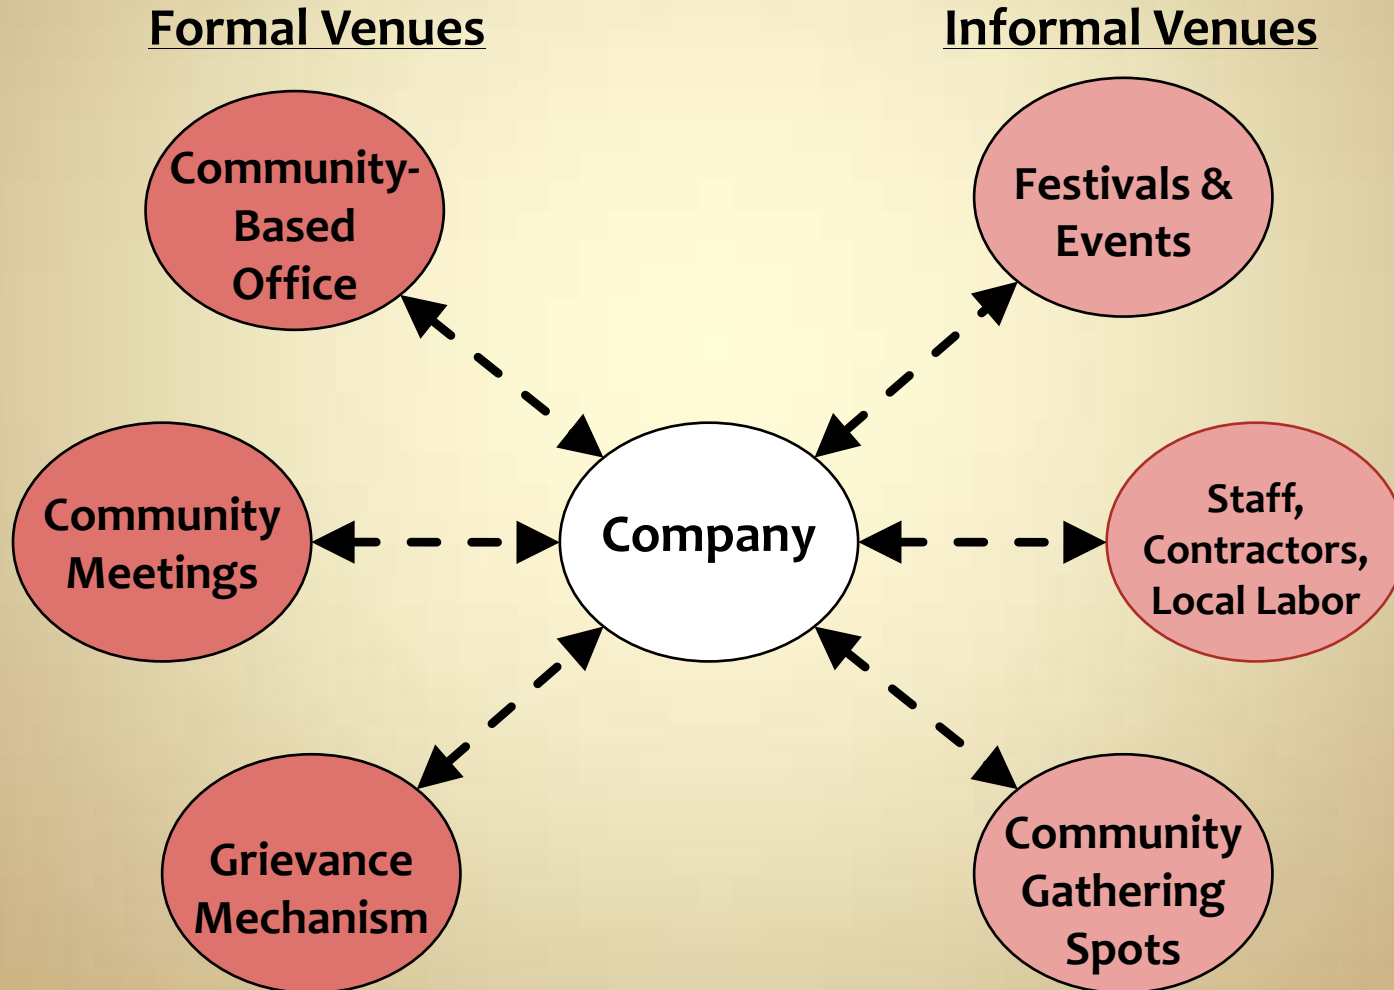 Formal Venues
Informal Venues
Community-
Based
Office
Festivals &
Events
Community
Meetings
Company
Staff,
Contractors,
Local Labor
Grievance
Mechanism
Community
Gathering
Spots